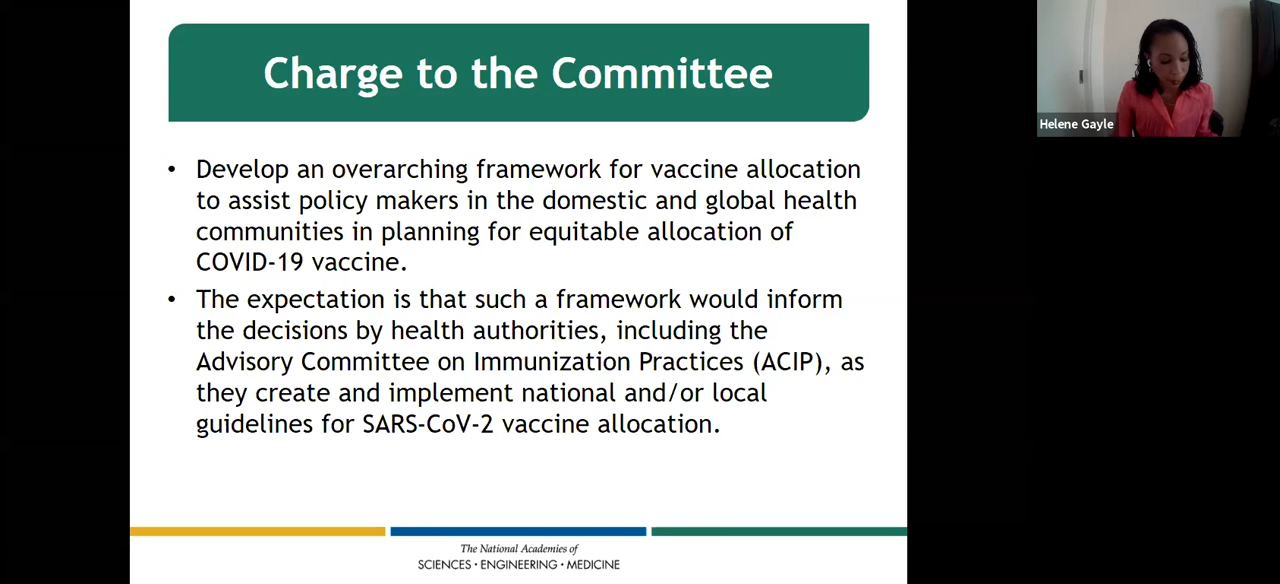 Charge to the Committee
• Develop an overarching framework for vaccine allocation
to assist policy makers in the domestic and global health
communities in planning for equitable allocation of
COVID-19 vaccine.
• The expectation is that such a framework would inform
the decisions by health authorities, including the
Advisory Committee on Immunization Practices (ACIP), as
they create and implement national and/or local
guidelines for SARS-CoV-2 vaccine allocation.
The National Academies of
SCIENCES • ENGINEERING • MEDICINE
Helene Gayle